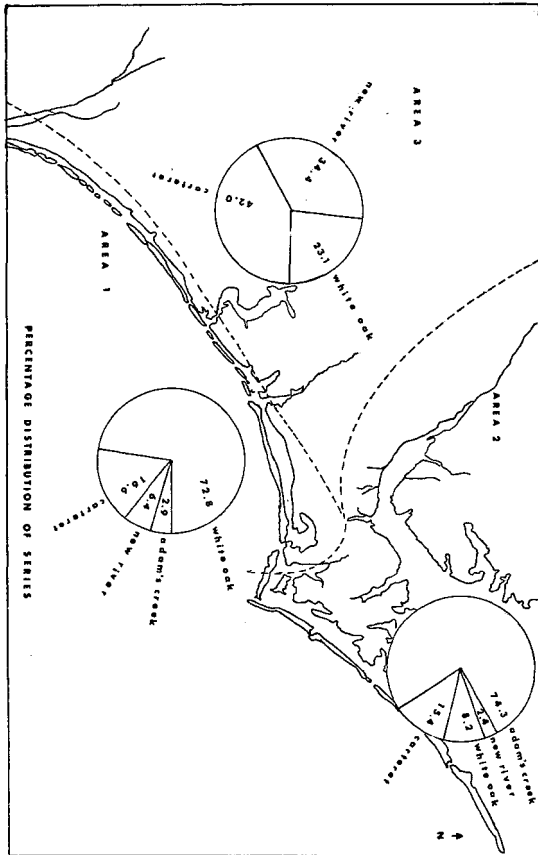 AREA 3
new river
34.4
carteret
42.0
23.1 white oak
AREA 1
AREA 2
72.8 white oak
2.9 adam's creek
6.4 new river
16.6 carteret
74.3 adam's creek
2.4 new river
8.2 white oak
15.4 carteret
N
PERCENTAGE DISTRIBUTION OF SERIES